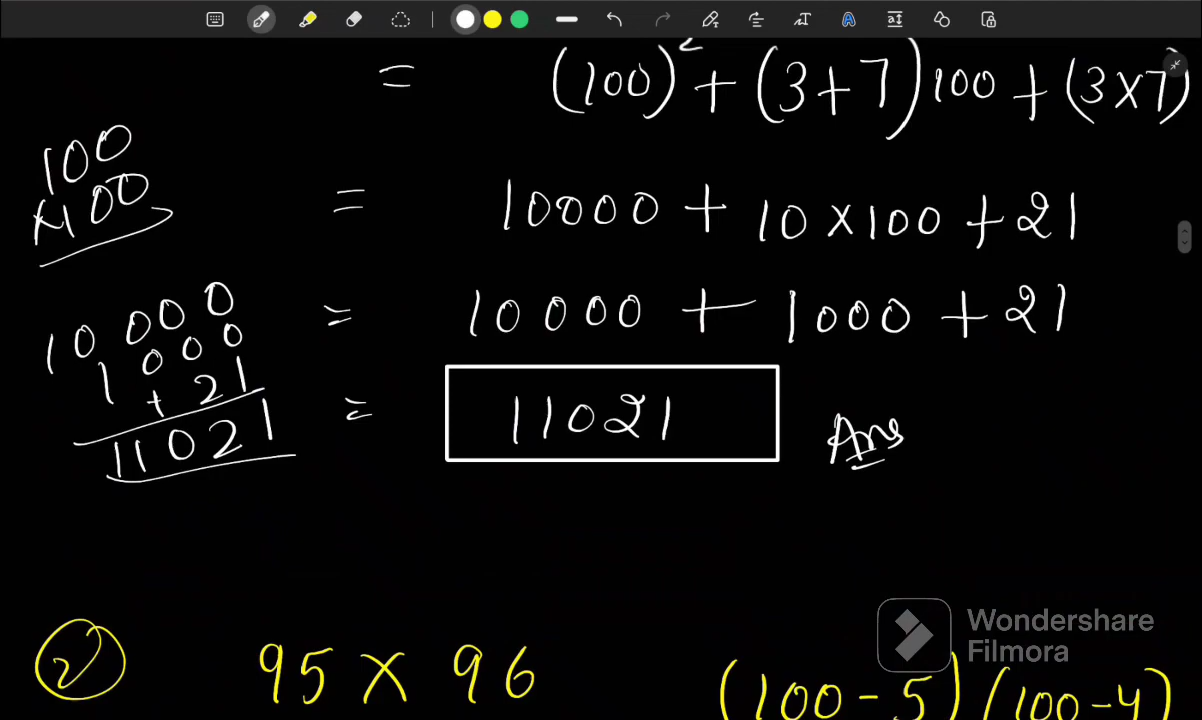 = (100)² + (3+7)100 + (3×7)
100
×100
= 10000 + 10×100 +21
10000
1000
+ 21
11021
= 10000 + 1000 +21
= 11021 Ans
2 95 × 96 (100-5)(100-4)
Wondershare
Filmora